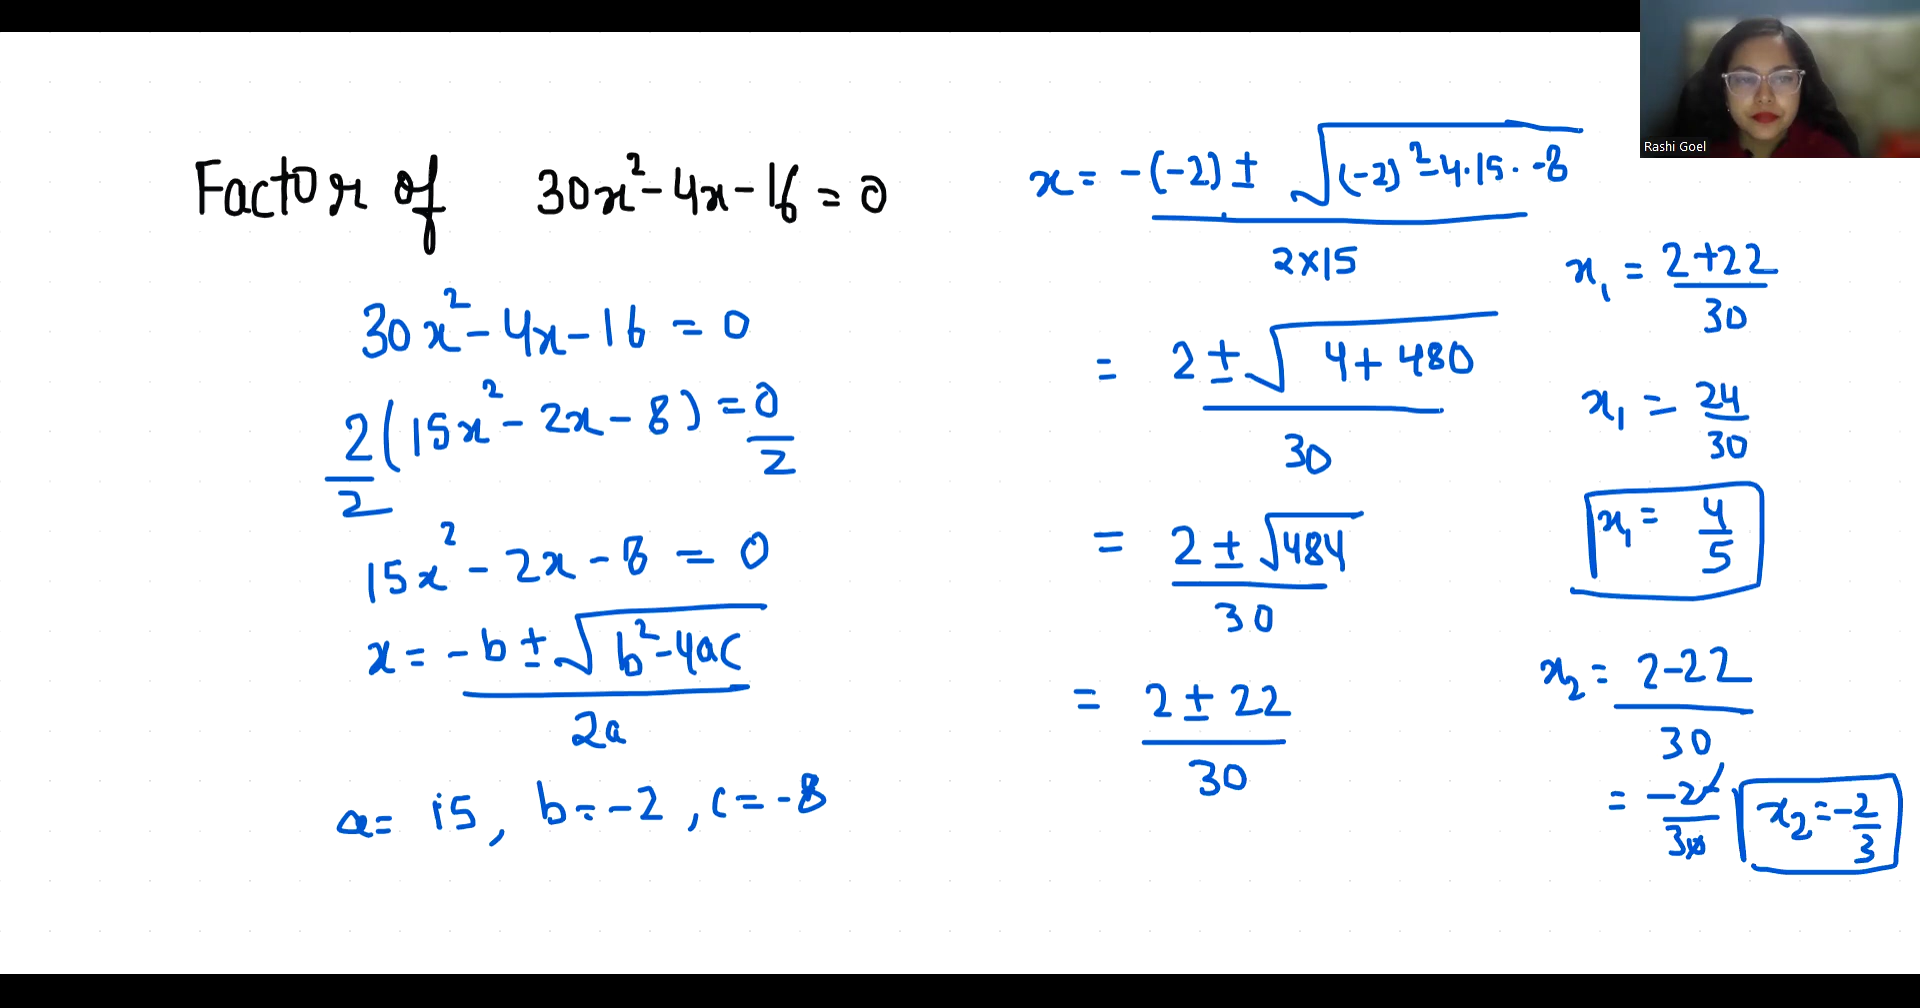 Factor of 30x² - 4x - 16 = 0
30x² - 4x - 16 = 0
2/2 (15x² - 2x - 8) = 0/2
15x² - 2x - 8 = 0
x = (-b ± √(b² - 4ac)) / 2a
a = 15, b = -2, c = -8
x = (-(-2) ± √((-2)² - 4·15·-8)) / 2×15
= (2 ± √(4 + 480)) / 30
= (2 ± √484) / 30
= (2 ± 22) / 30
x₁ = (2+22) / 30
x₁ = 24/30
x₁ = 4/5
x₂ = (2-22) / 30
= -20/30 x₂ = -2/3
Rashi Goel